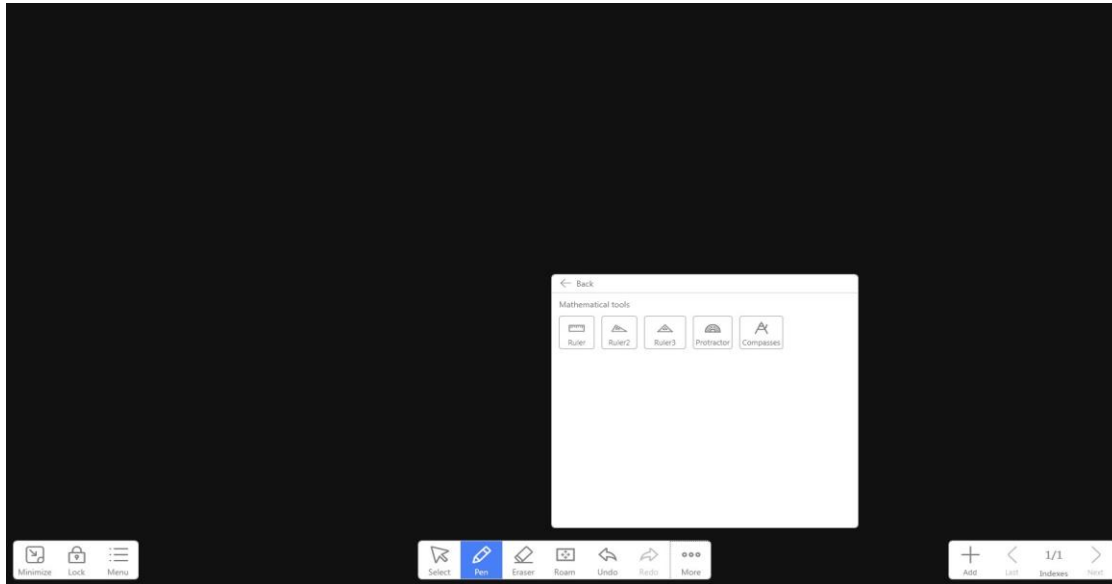 Back
Mathematical tools
Ruler Ruler2 Ruler3 Protractor Compasses
Minimize Lock Menu Select Pen Eraser Roam Undo Redo More Add Last 1/1 Indexes Next